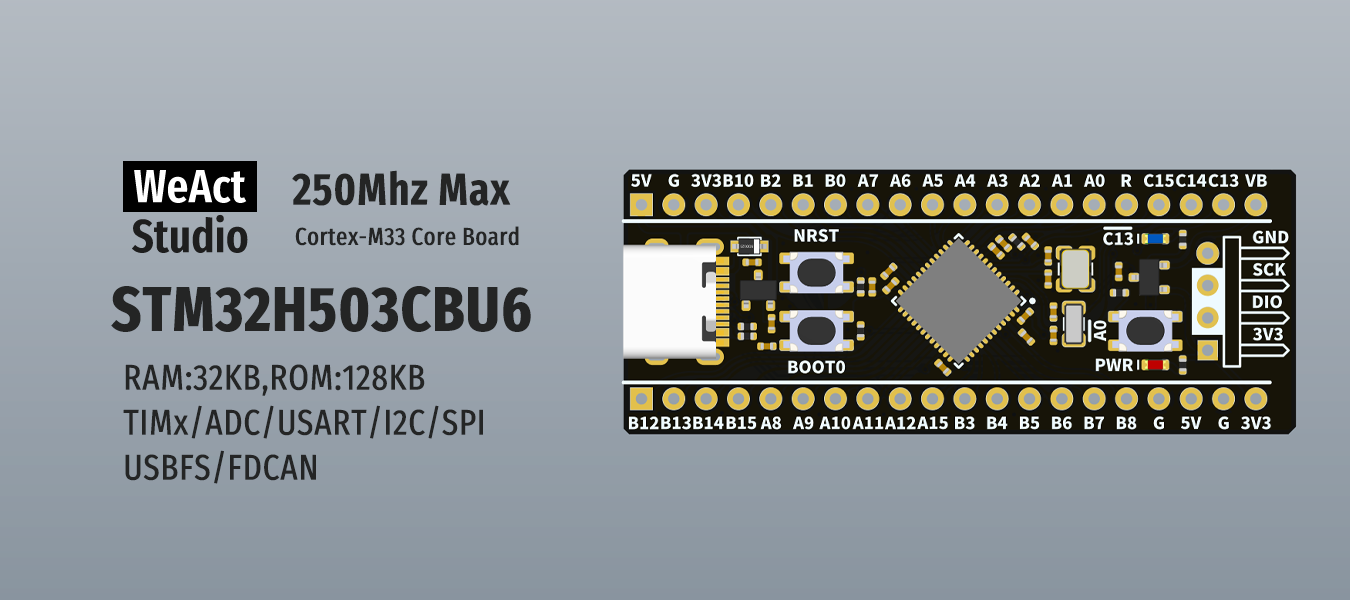 WeAct
Studio
250Mhz Max
Cortex-M33 Core Board
STM32H503CBU6
RAM:32KB,ROM:128KB
TIMx/ADC/USART/I2C/SPI
USBFS/FDCAN
5V G 3V3 B10 B2 B1 B0 A7 A6 A5 A4 A3 A2 A1 A0 R C15 C14 C13 VB
NRST
C13
GND
SCK
DIO
3V3
A0
BOOT0
PWR
B12 B13 B14 B15 A8 A9 A10 A11 A12 A15 B3 B4 B5 B6 B7 B8 G 5V G 3V3